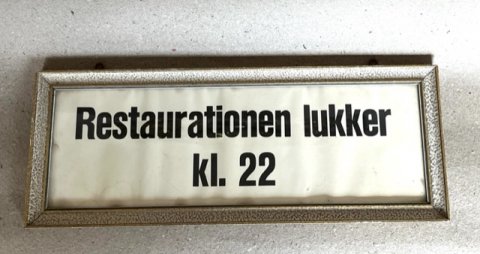 Restaurationen lukker
kl. 22